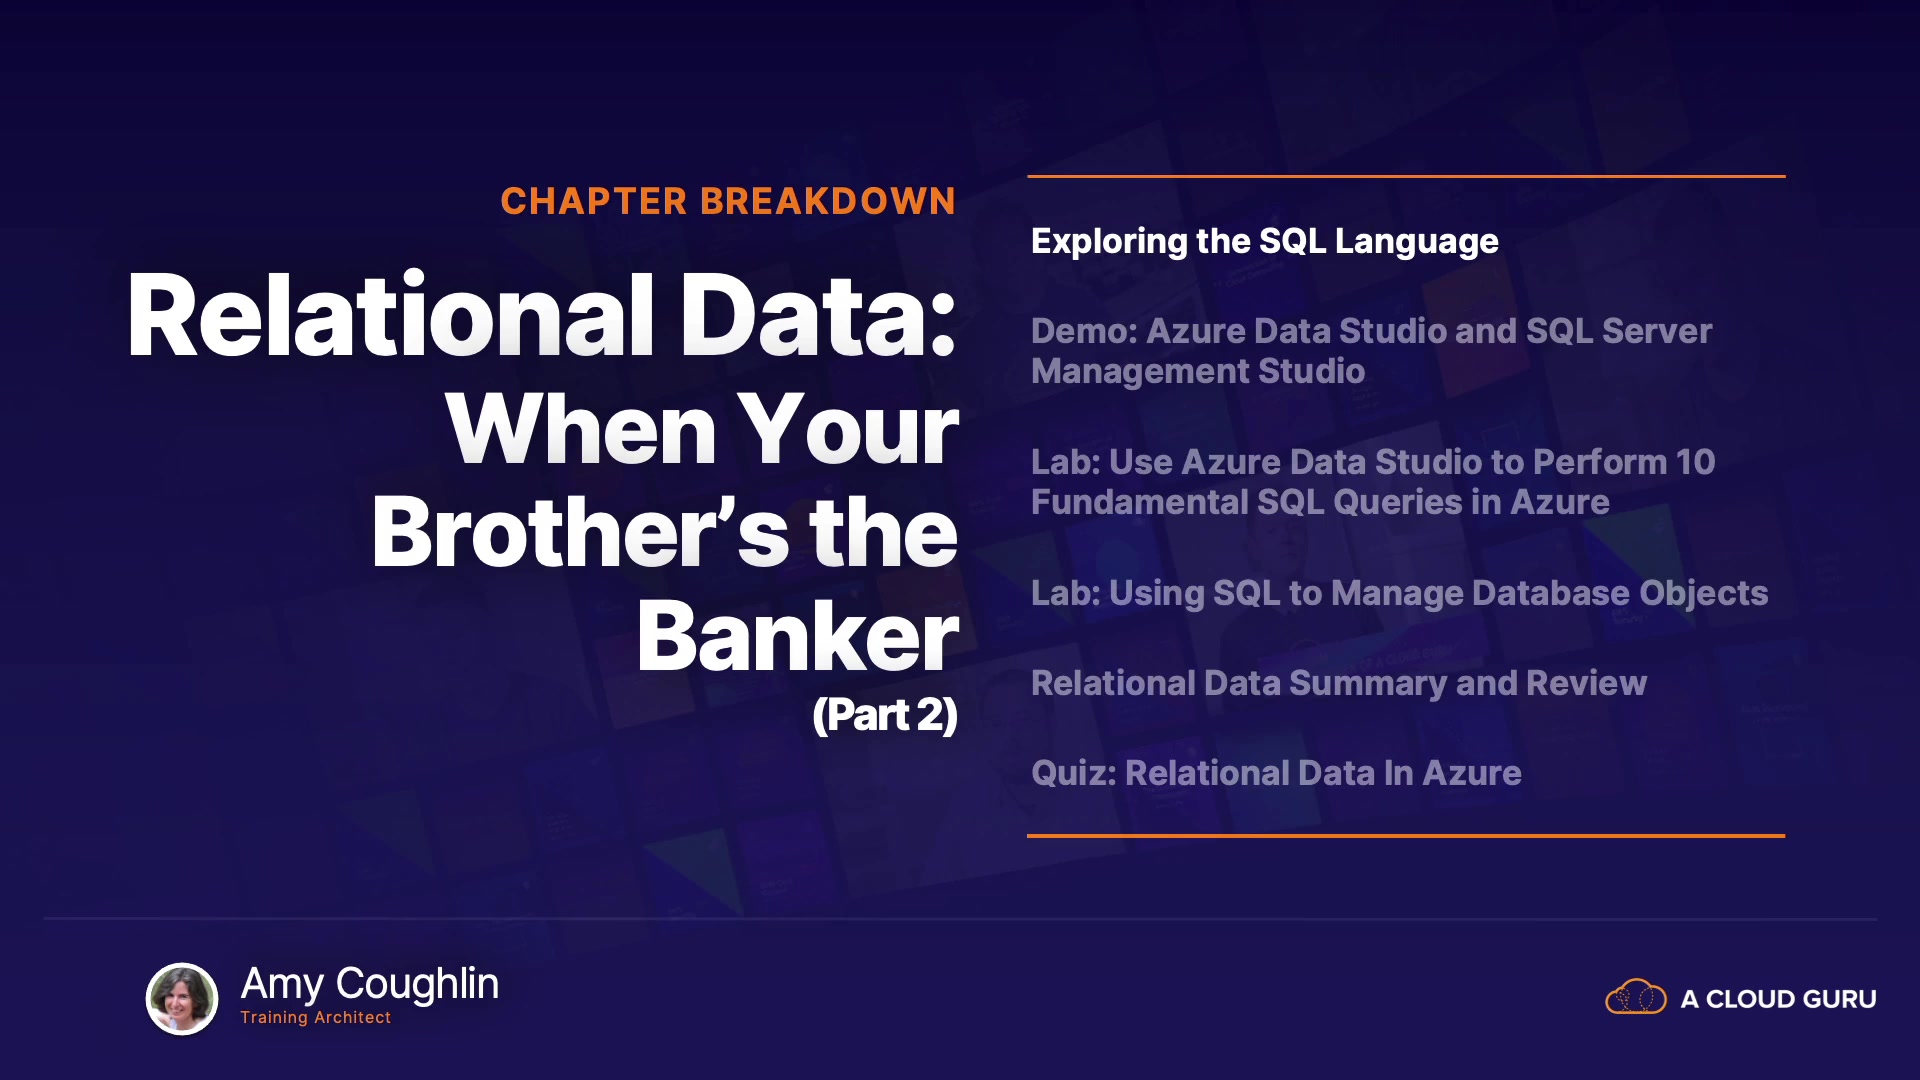 CHAPTER BREAKDOWN
Relational Data:
When Your
Brother’s the
Banker
(Part 2)
Exploring the SQL Language
Demo: Azure Data Studio and SQL Server
Management Studio
Lab: Use Azure Data Studio to Perform 10
Fundamental SQL Queries in Azure
Lab: Using SQL to Manage Database Objects
Relational Data Summary and Review
Quiz: Relational Data In Azure
Amy Coughlin
Training Architect
A CLOUD GURU